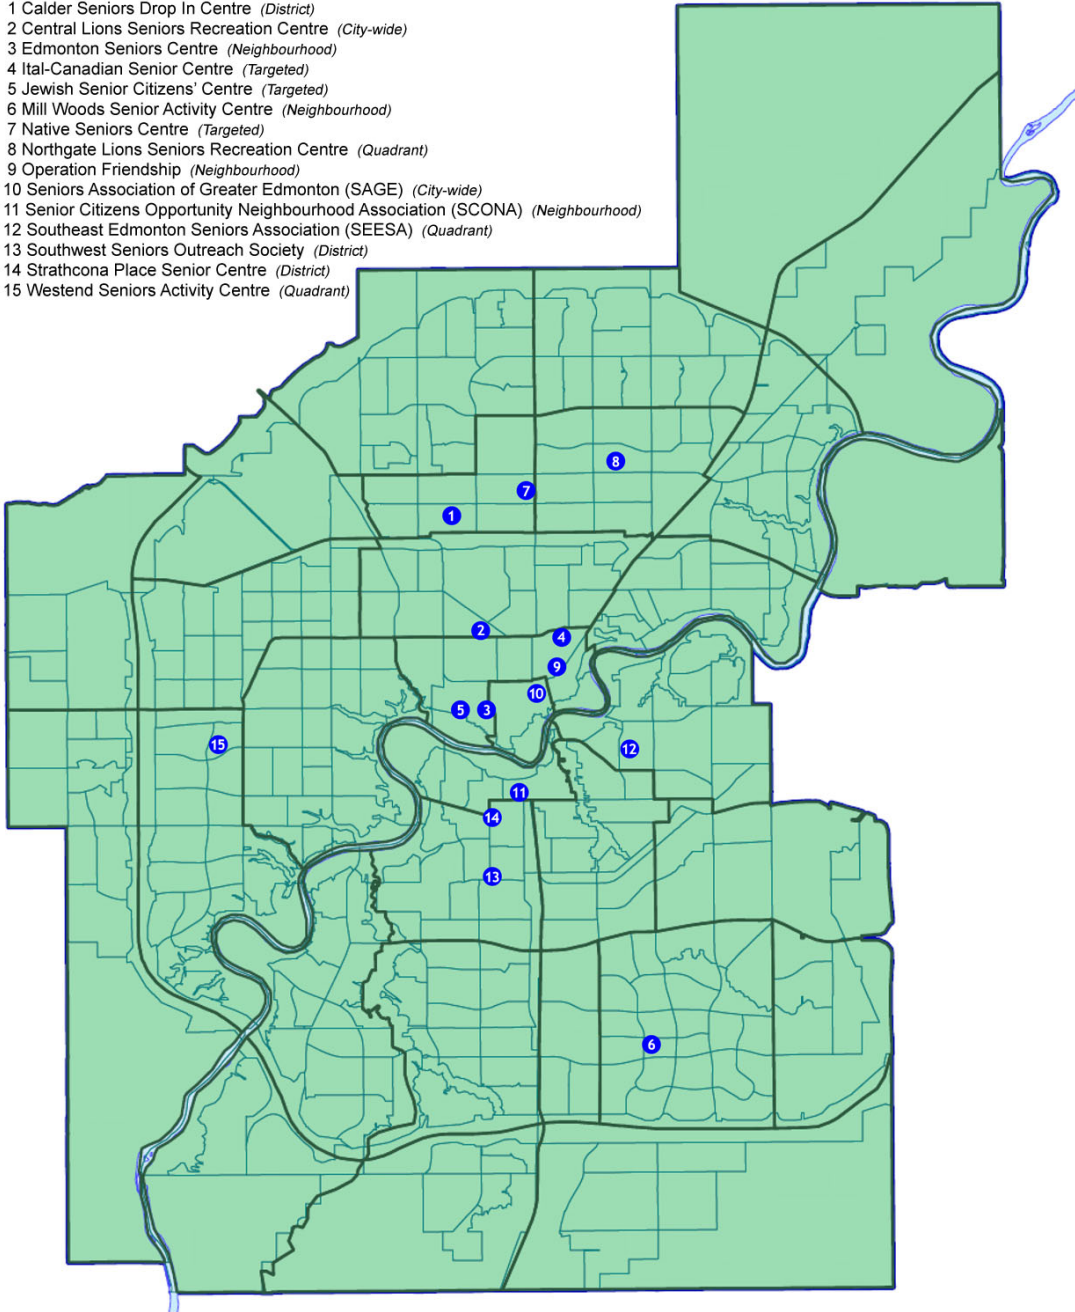 1 Calder Seniors Drop In Centre (District)
2 Central Lions Seniors Recreation Centre (City-wide)
3 Edmonton Seniors Centre (Neighbourhood)
4 Ital-Canadian Senior Centre (Targeted)
5 Jewish Senior Citizens' Centre (Targeted)
6 Mill Woods Senior Activity Centre (Neighbourhood)
7 Native Seniors Centre (Targeted)
8 Northgate Lions Seniors Recreation Centre (Quadrant)
9 Operation Friendship (Neighbourhood)
10 Seniors Association of Greater Edmonton (SAGE) (City-wide)
11 Senior Citizens Opportunity Neighbourhood Association (SCONA) (Neighbourhood)
12 Southeast Edmonton Seniors Association (SEESA) (Quadrant)
13 Southwest Seniors Outreach Society (District)
14 Strathcona Place Senior Centre (District)
15 Westend Seniors Activity Centre (Quadrant)
8
7
1
2
4
9
10
5 3
15
12
11
14
13
6